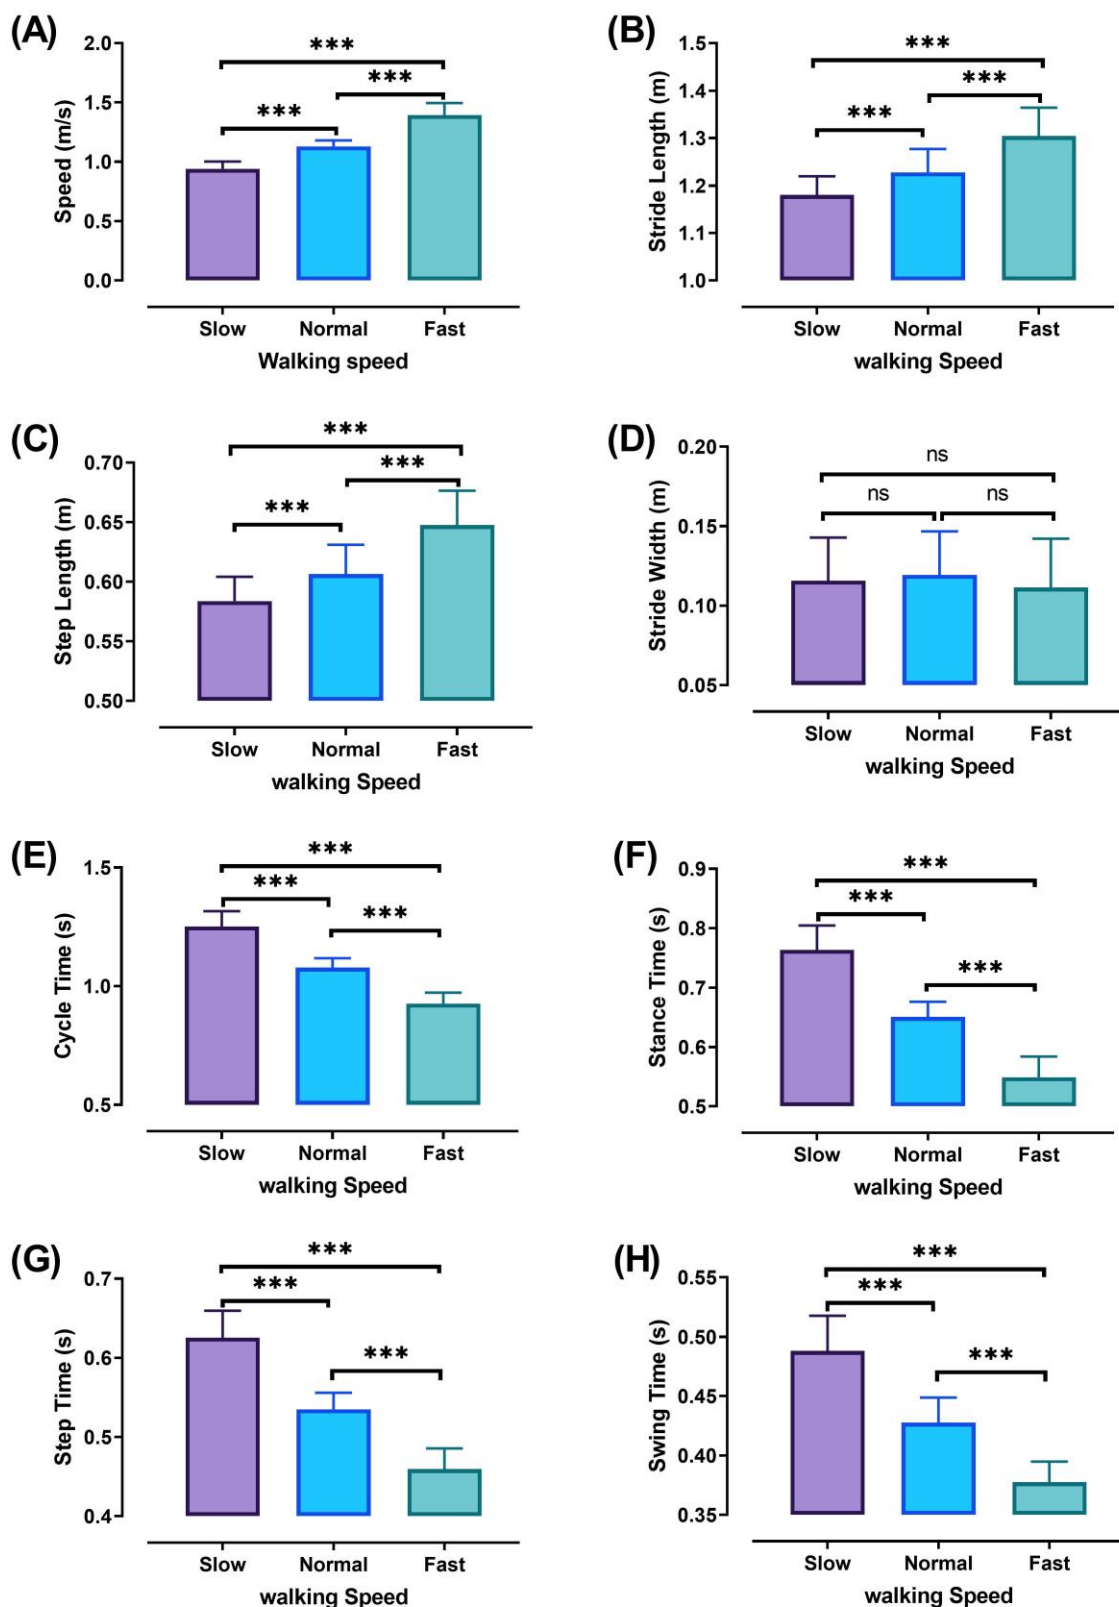 (A)
Speed (m/s)
2.0
1.5
1.0
0.5
0.0
***
***
***
Slow Normal Fast
Walking speed
(B)
Stride Length (m)
1.5
1.4
1.3
1.2
1.1
1.0
***
***
***
Slow Normal Fast
walking Speed
(C)
Step Length (m)
0.70
0.65
0.60
0.55
0.50
***
***
***
Slow Normal Fast
walking Speed
(D)
Stride Width (m)
0.20
0.15
0.10
0.05
ns
ns
ns
Slow Normal Fast
walking Speed
(E)
Cycle Time (s)
1.5
1.0
0.5
***
***
***
Slow Normal Fast
walking Speed
(F)
Stance Time (s)
0.9
0.8
0.7
0.6
0.5
***
***
***
Slow Normal Fast
walking Speed
(G)
Step Time (s)
0.7
0.6
0.5
0.4
***
***
***
Slow Normal Fast
walking Speed
(H)
Swing Time (s)
0.55
0.50
0.45
0.40
0.35
***
***
***
Slow Normal Fast
walking Speed